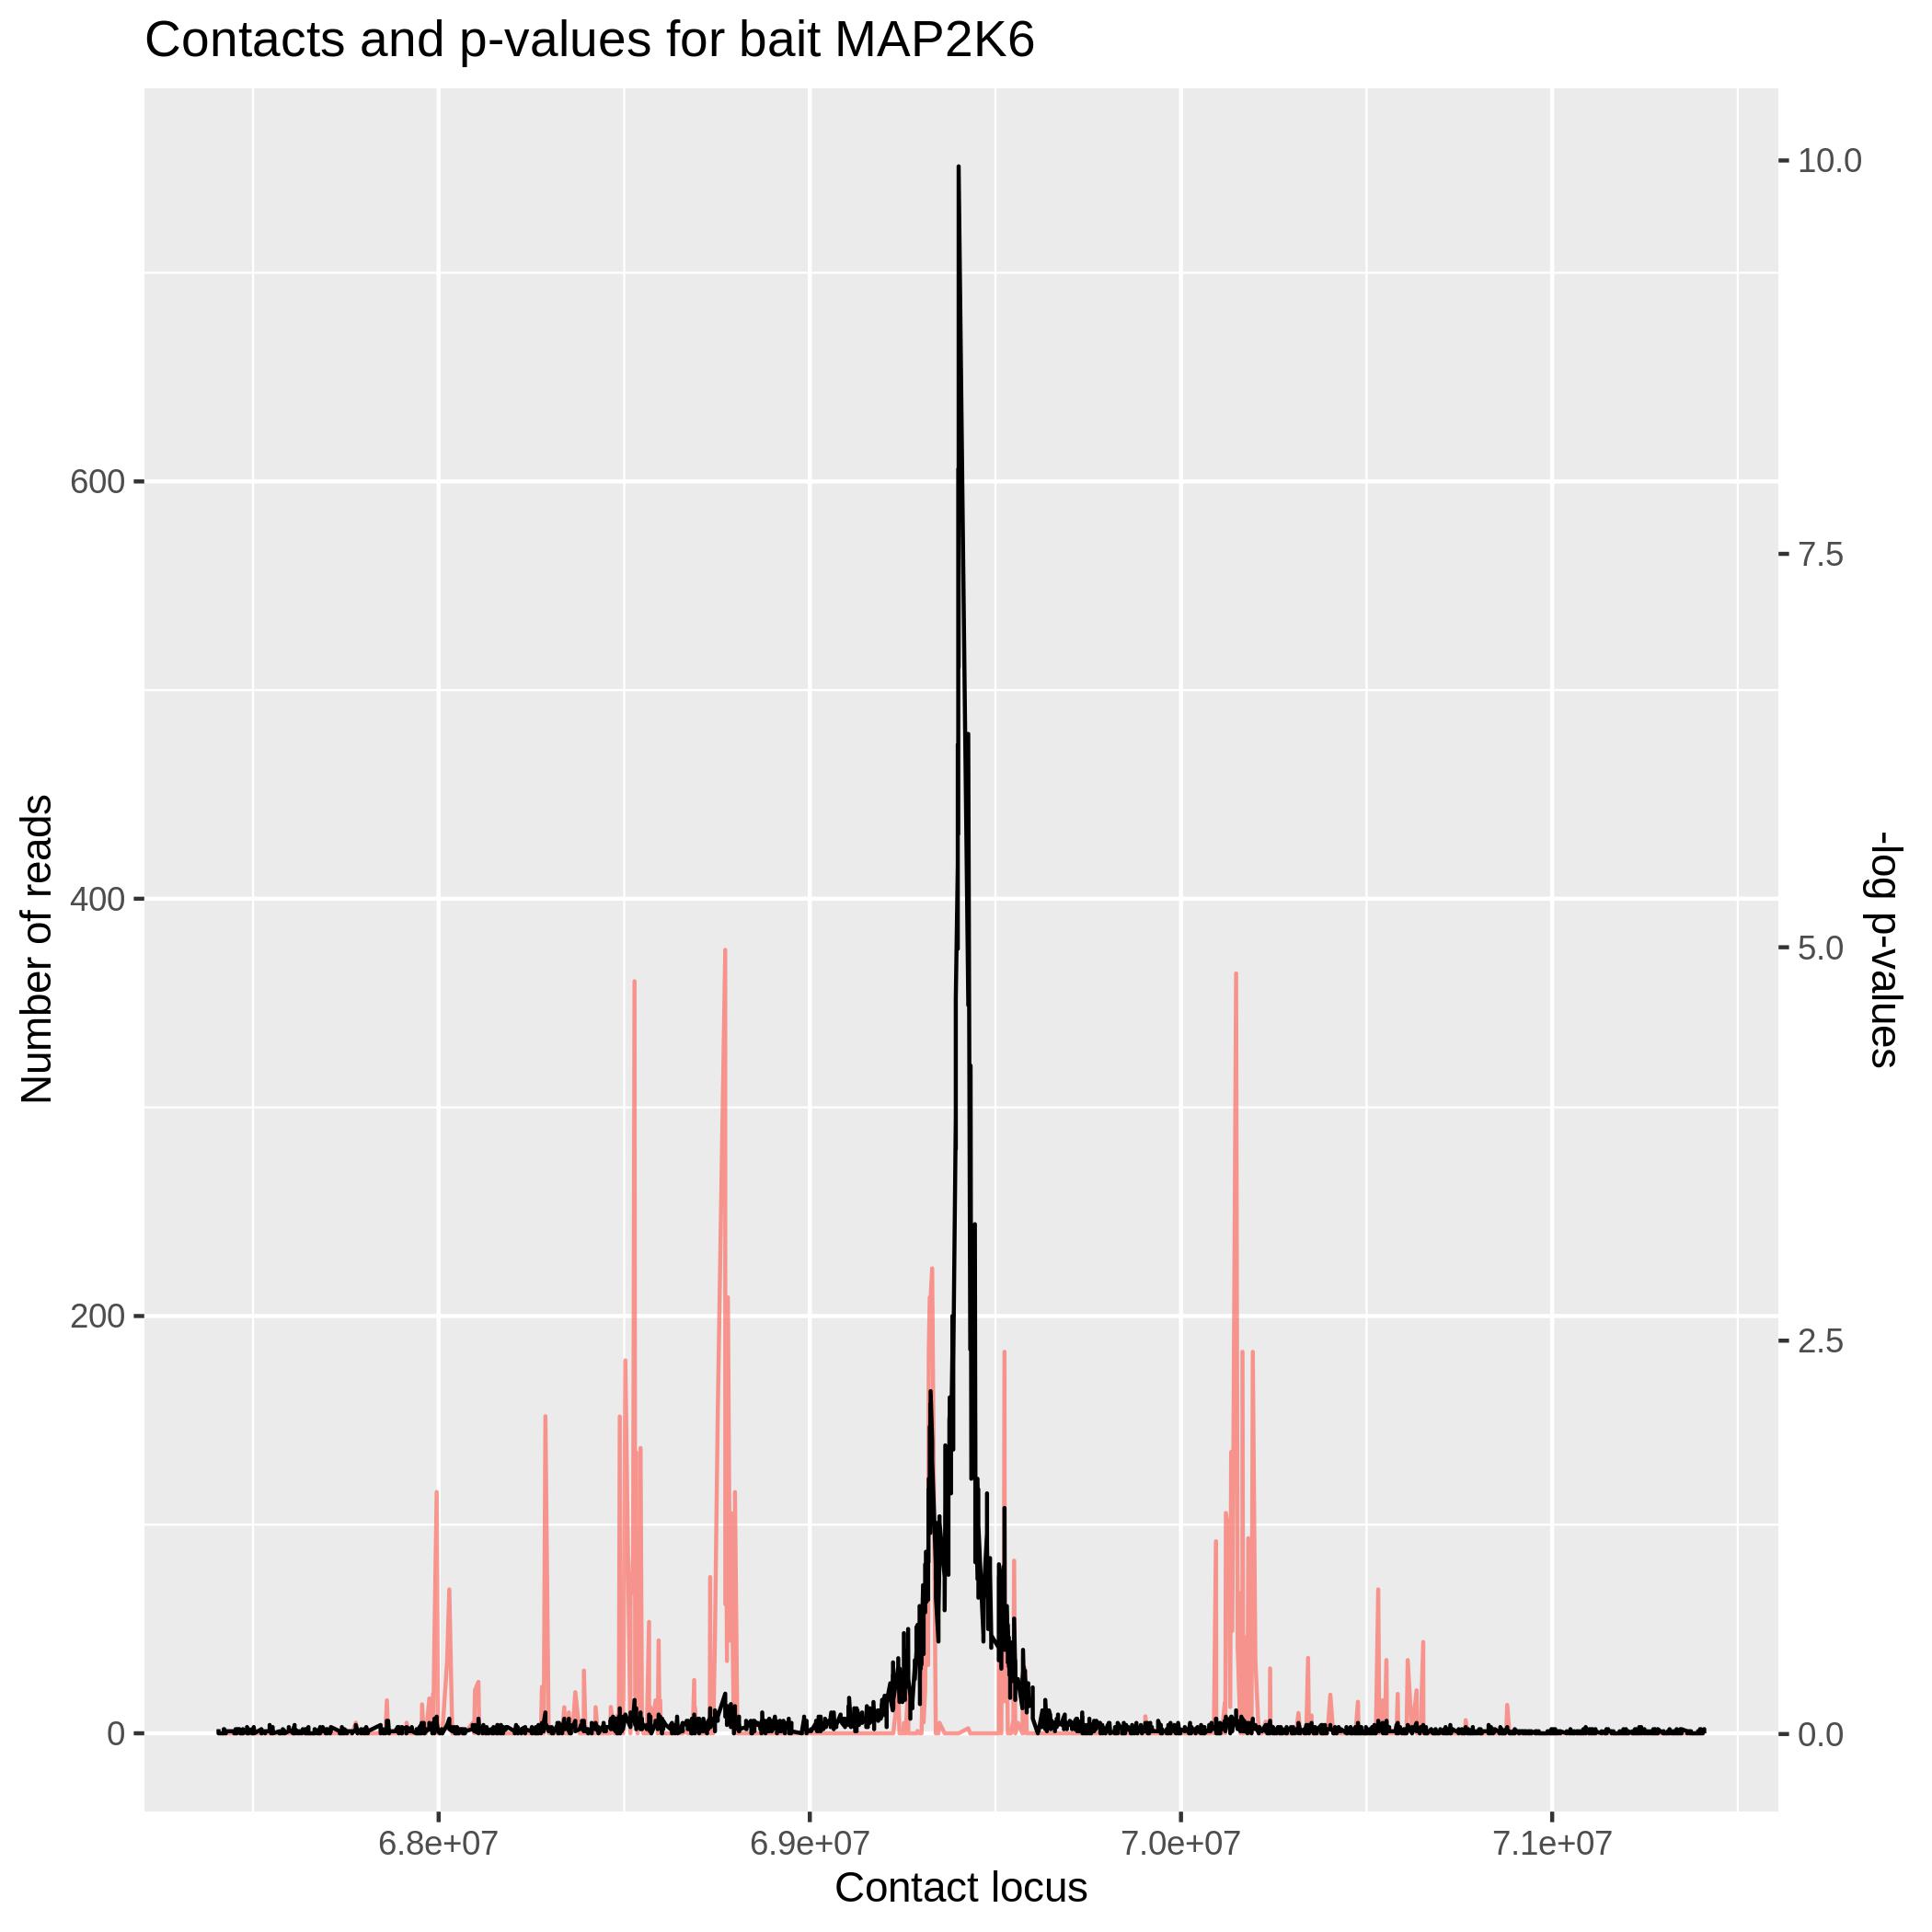 Contacts and p-values for bait MAP2K6
Number of reads
600
400
200
0
10.0
7.5
5.0
2.5
0.0
-log p-values
6.8e+07 6.9e+07 7.0e+07 7.1e+07
Contact locus